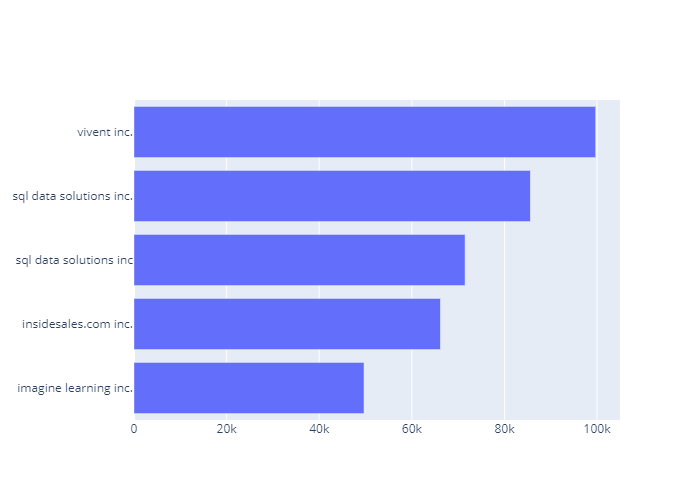 vivent inc.
sql data solutions inc.
sql data solutions inc
insidesales.com inc.
imagine learning inc.
0 20k 40k 60k 80k 100k